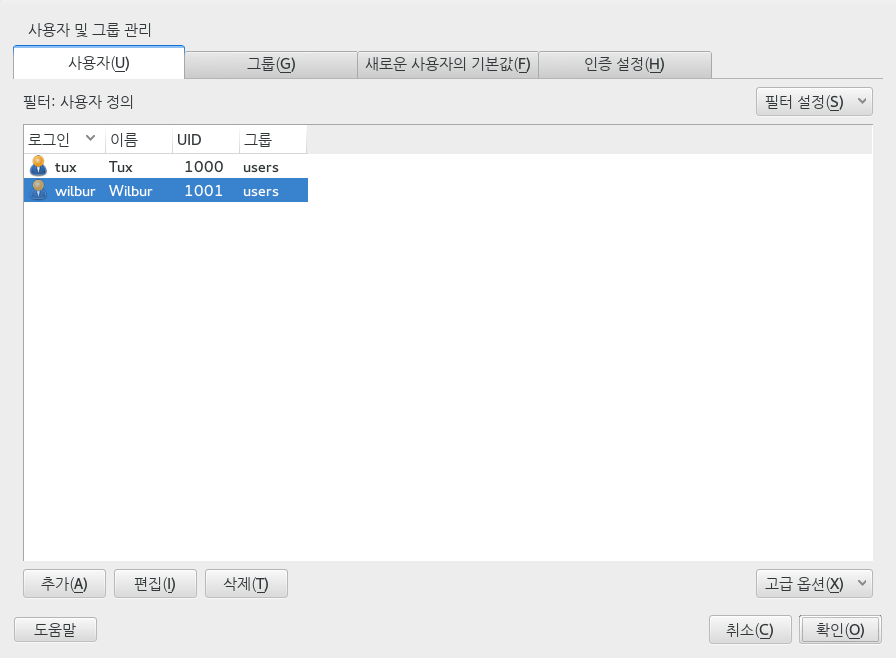 사용자 및 그룹 관리
사용자(U) 그룹(G) 새로운 사용자의 기본값(F) 인증 설정(H)
필터: 사용자 정의 필터 설정(S)
로그인 이름 UID 그룹
tux Tux 1000 users
wilbur Wilbur 1001 users
추가(A) 편집(I) 삭제(T) 고급 옵션(X)
도움말 취소(C) 확인(O)